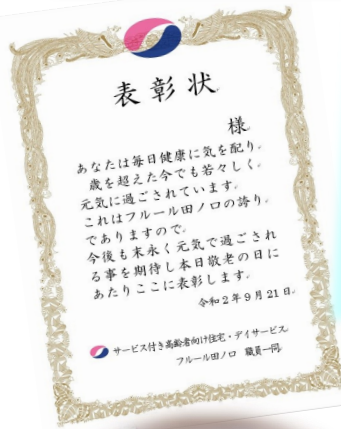 表彰状
様
あなたは毎日健康に気を配り
歳を超えた今でも若々しく
元気に過ごされています。
これはフルール田ノ口の誇り
でありますので
今後も末永く元気で過ごされ
る事を期待し本日敬老の日に
あたりここに表彰します。
令和2年9月21日
サービス付き高齢者向け住宅・デイサービス
フルール田ノ口 職員一同